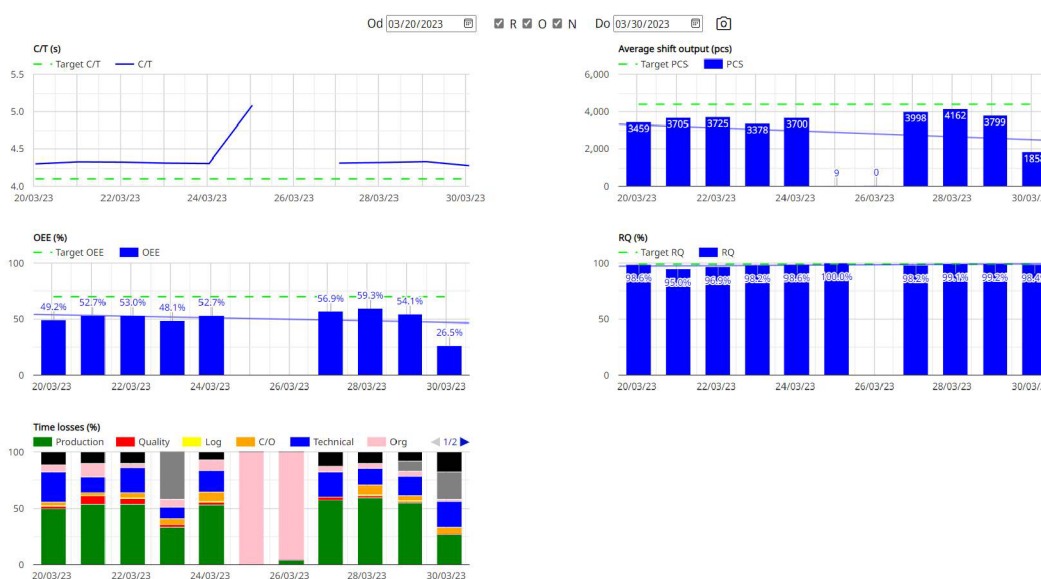 Od 03/20/2023 R O N Do 03/30/2023
C/T (s)
Target C/T C/T
5.5
5.0
4.5
4.0
20/03/23 22/03/23 24/03/23 26/03/23 28/03/23 30/03/23
Average shift output (pcs)
Target PCS PCS
6,000
4,000
2,000
0
3459 3705 3725 3378 3700 9 0 3998 4162 3799
20/03/23 22/03/23 24/03/23 26/03/23 28/03/23 30/03/
OEE (%)
Target OEE OEE
100
50
0
49.2% 52.7% 53.0% 48.1% 52.7% 56.9% 59.3% 54.1% 26.5%
20/03/23 22/03/23 24/03/23 26/03/23 28/03/23 30/03/23
RQ (%)
Target RQ RQ
100
50
0
98.6% 95.0% 96.9% 98.2% 98.6% 100.0% 98.2% 99.1% 99.2%
20/03/23 22/03/23 24/03/23 26/03/23 28/03/23 30/03/
Time losses (%)
Production Quality Log C/O Technical Org 1/2
100
50
0
20/03/23 22/03/23 24/03/23 26/03/23 28/03/23 30/03/23